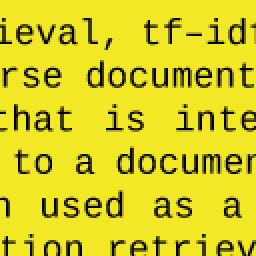 ieval, tf–idf
rse document
that is inte
to a documen
n used as a
tion retriev